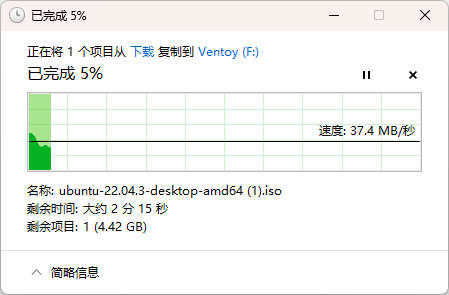 已完成 5%
正在将 1 个项目从 下载 复制到 Ventoy (F:)
已完成 5%
速度: 37.4 MB/秒
名称: ubuntu-22.04.3-desktop-amd64 (1).iso
剩余时间: 大约 2 分 15 秒
剩余项目: 1 (4.42 GB)
简略信息